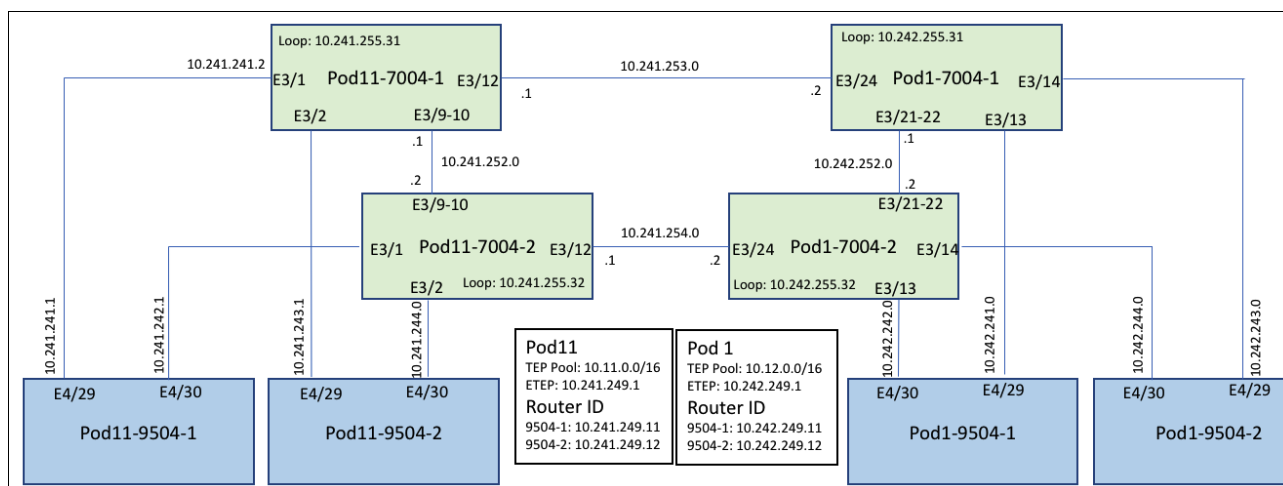 Loop: 10.241.255.31
Loop: 10.242.255.31
10.241.241.2
E3/1
Pod11-7004-1
E3/12
10.241.253.0
.1
.2
E3/24
Pod1-7004-1
E3/14
E3/2
E3/9-10
E3/21-22
E3/13
.1
10.241.252.0
.2
.1
10.242.252.0
.2
E3/9-10
E3/21-22
E3/1
Pod11-7004-2
E3/12
10.241.254.0
.1
.2
E3/24
Pod1-7004-2
E3/14
E3/2
Loop: 10.241.255.32
Loop: 10.242.255.32
E3/13
10.241.241.1
10.241.242.1
10.241.243.1
10.241.244.0
10.242.242.0
10.242.241.0
10.242.244.0
10.242.243.0
Pod11
TEP Pool: 10.11.0.0/16
ETEP: 10.241.249.1
Router ID
9504-1: 10.241.249.11
9504-2: 10.241.249.12
Pod 1
TEP Pool: 10.12.0.0/16
ETEP: 10.242.249.1
Router ID
9504-1: 10.242.249.11
9504-2: 10.242.249.12
E4/29
E4/30
Pod11-9504-1
E4/29
E4/30
Pod11-9504-2
E4/30
E4/29
Pod1-9504-1
E4/30
E4/29
Pod1-9504-2